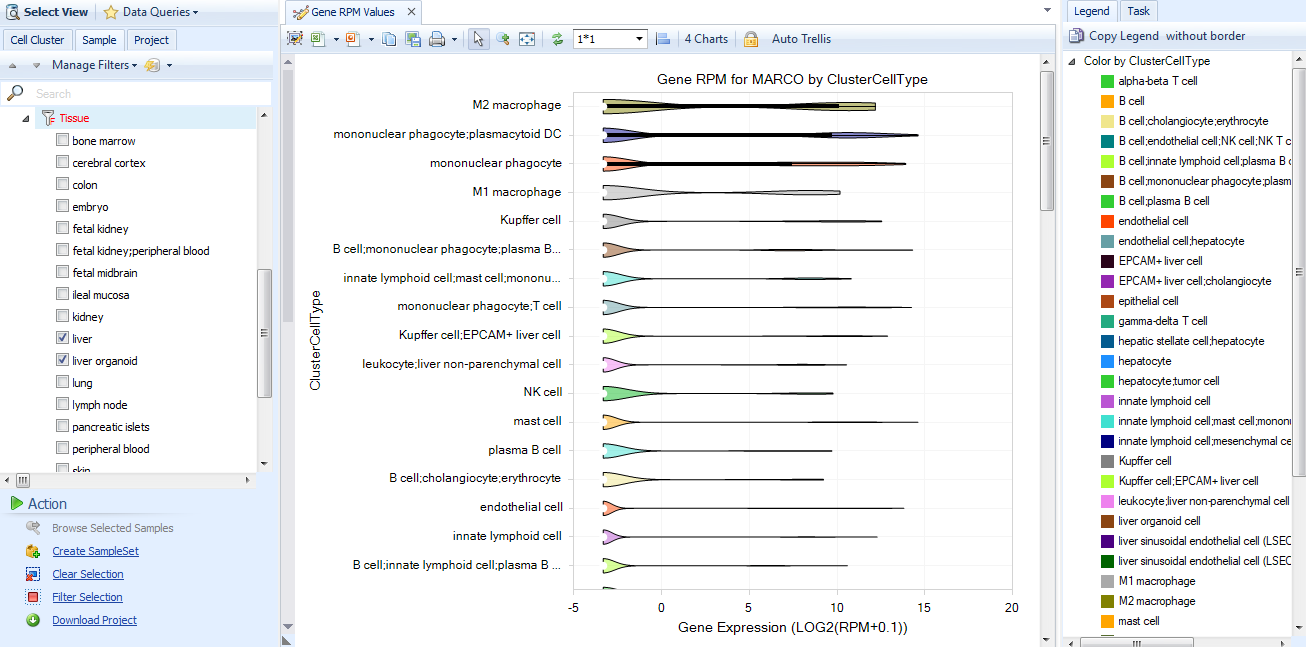 Select View
Data Queries
Cell Cluster
Sample
Project
Manage Filters
Search
Tissue
bone marrow
cerebral cortex
colon
embryo
fetal kidney
fetal kidney;peripheral blood
fetal midbrain
ileal mucosa
kidney
liver
liver organoid
lung
lymph node
pancreatic islets
peripheral blood
skin
Action
Browse Selected Samples
Create SampleSet
Clear Selection
Filter Selection
Download Project
Gene RPM Values
1*1
4 Charts
Auto Trellis
Gene RPM for MARCO by ClusterCellType
ClusterCellType
M2 macrophage
mononuclear phagocyte;plasmacytoid DC
mononuclear phagocyte
M1 macrophage
Kupffer cell
B cell;mononuclear phagocyte;plasma B...
innate lymphoid cell;mast cell;mononu...
mononuclear phagocyte;T cell
Kupffer cell;EPCAM+ liver cell
leukocyte;liver non-parenchymal cell
NK cell
mast cell
plasma B cell
B cell;cholangiocyte;erythrocyte
endothelial cell
innate lymphoid cell
B cell;innate lymphoid cell;plasma B ...
-5 0 5 10 15 20
Gene Expression (LOG2(RPM+0.1))
Legend
Task
Copy Legend without border
Color by ClusterCellType
alpha-beta T cell
B cell
B cell;cholangiocyte;erythrocyte
B cell;endothelial cell;NK cell;NK T c
B cell;innate lymphoid cell;plasma B c
B cell;mononuclear phagocyte;plasm
B cell;plasma B cell
endothelial cell
endothelial cell;hepatocyte
EPCAM+ liver cell
EPCAM+ liver cell;cholangiocyte
epithelial cell
gamma-delta T cell
hepatic stellate cell;hepatocyte
hepatocyte
hepatocyte;tumor cell
innate lymphoid cell
innate lymphoid cell;mast cell;monon
innate lymphoid cell;mesenchymal ce
Kupffer cell
Kupffer cell;EPCAM+ liver cell
leukocyte;liver non-parenchymal cell
liver organoid cell
liver sinusoidal endothelial cell (LSEC
liver sinusoidal endothelial cell (LSEC
M1 macrophage
M2 macrophage
mast cell